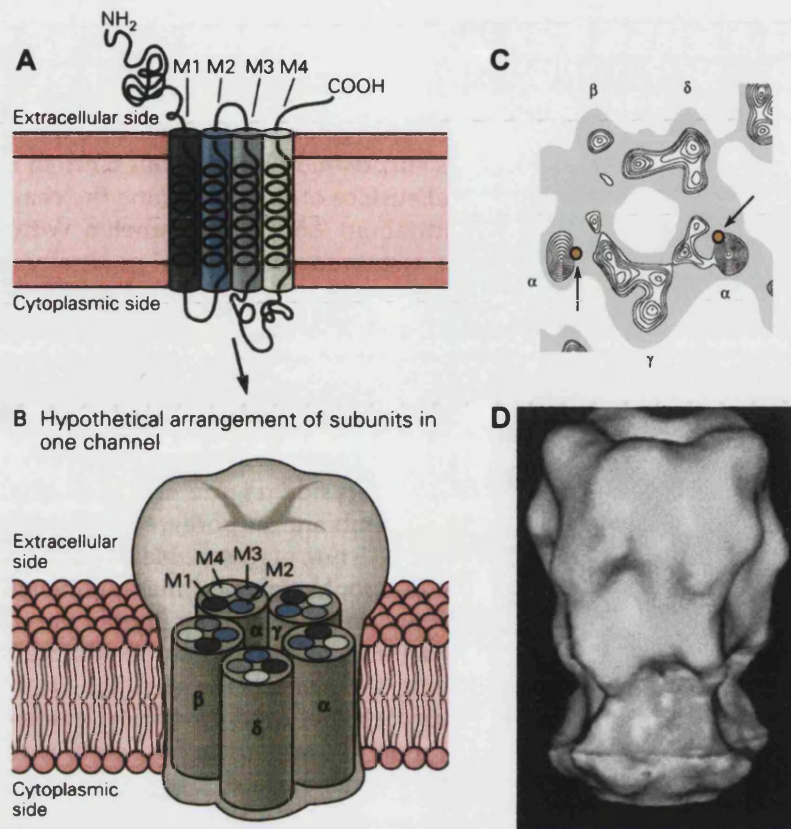 NH2
A
M1 M2 M3 M4
COOH
Extracellular side
Cytoplasmic side
B Hypothetical arrangement of subunits in
one channel
Extracellular
side
M4
M3
M1
M2
α
γ
β
α
δ
Cytoplasmic
side
C
β
δ
α
α
γ
D